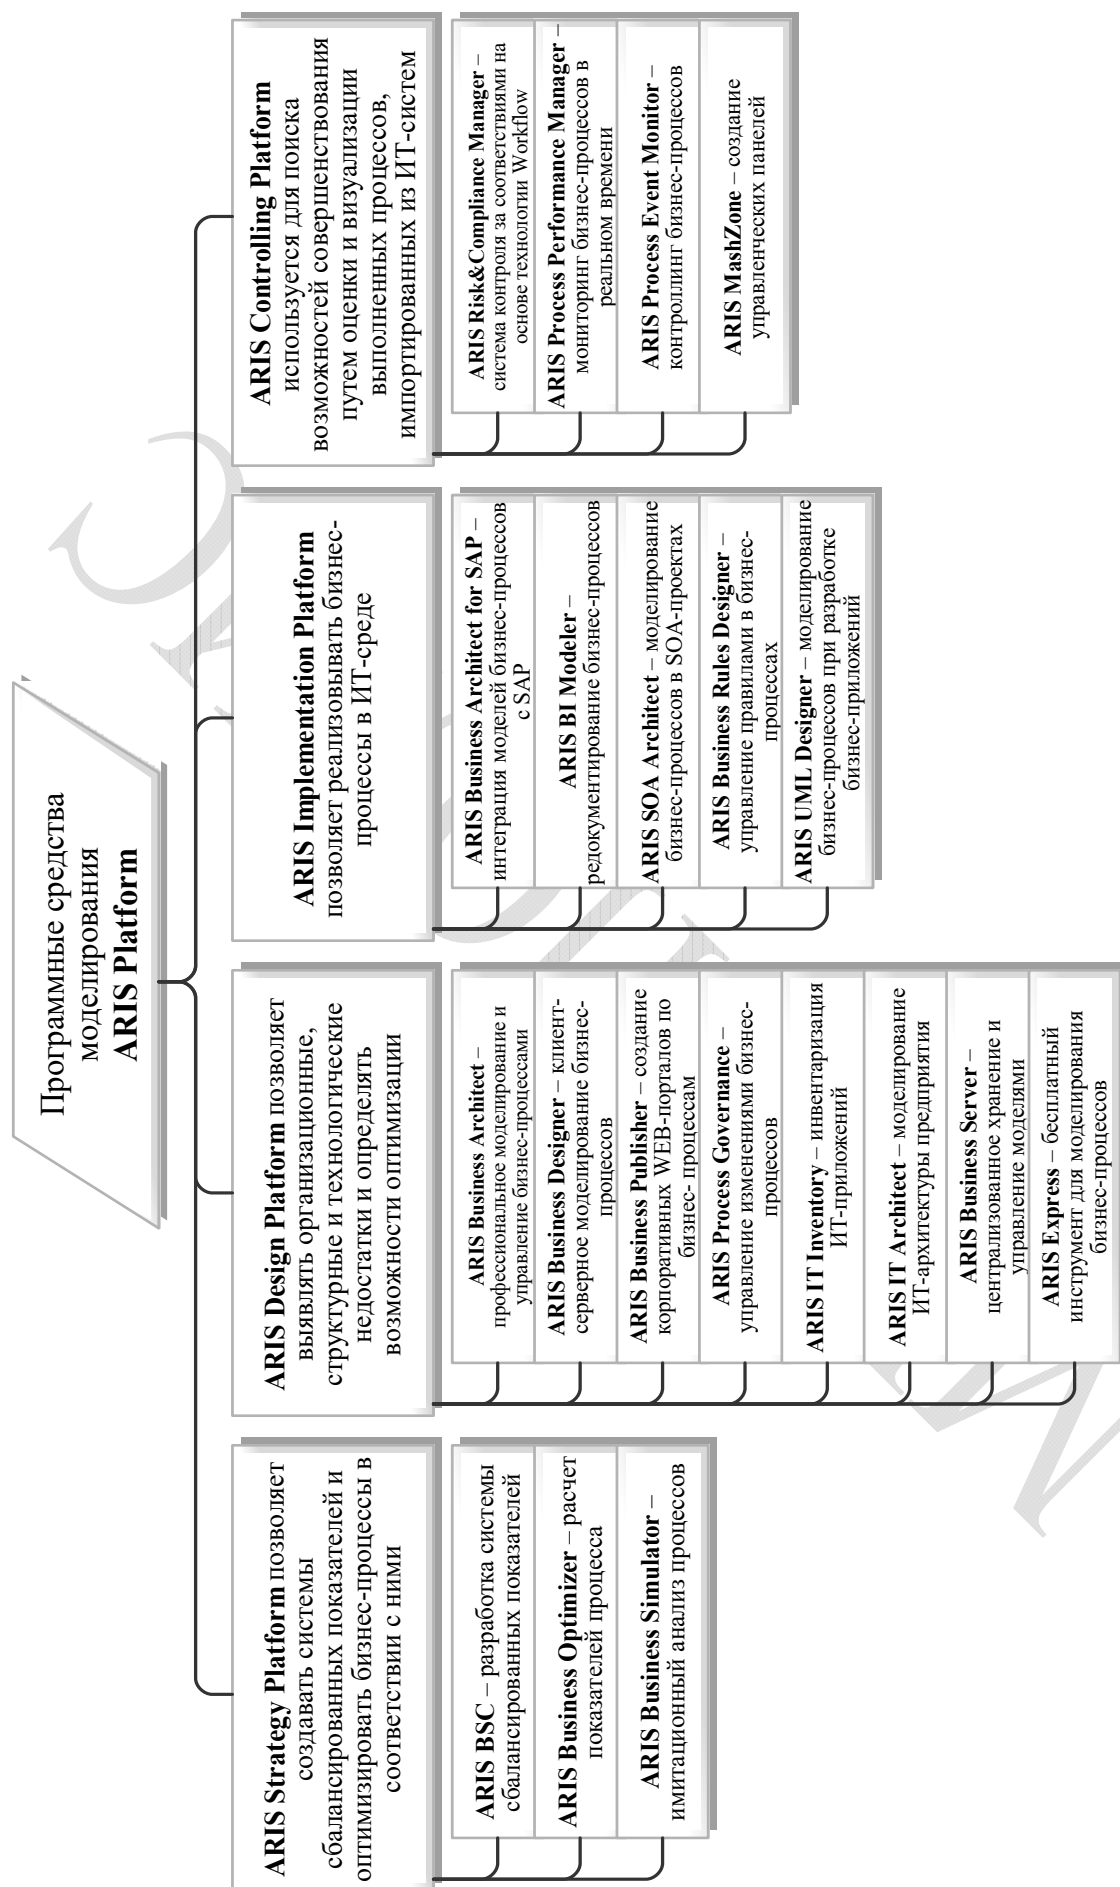 Программные средства
моделирования
ARIS Platform
ARIS Strategy Platform позволяет
создавать системы
сбалансированных показателей и
оптимизировать бизнес-процессы в
соответствии с ними
ARIS BSC – разработка системы
сбалансированных показателей
ARIS Business Optimizer – расчет
показателей процесса
ARIS Business Simulator –
имитационный анализ процессов
ARIS Design Platform позволяет
выявлять организационные,
структурные и технологические
недостатки и определять
возможности оптимизации
ARIS Business Architect –
профессиональное моделирование и
управление бизнес-процессами
ARIS Business Designer – клиент-
серверное моделирование бизнес-
процессов
ARIS Business Publisher – создание
корпоративных WEB-порталов по
бизнес- процессам
ARIS Process Governance –
управление изменениями бизнес-
процессов
ARIS IT Inventory – инвентаризация
ИТ-приложений
ARIS IT Architect – моделирование
ИТ-архитектуры предприятия
ARIS Business Server –
централизованное хранение и
управление моделями
ARIS Express – бесплатный
инструмент для моделирования
бизнес-процессов
ARIS Implementation Platform
позволяет реализовывать бизнес-
процессы в ИТ-среде
ARIS Business Architect for SAP –
интеграция моделей бизнес-процессов
с SAP
ARIS BI Modeler –
редокументирование бизнес-процессов
ARIS SOA Architect – моделирование
бизнес-процессов в SOA-проектах
ARIS Business Rules Designer –
управление правилами в бизнес-
процессах
ARIS UML Designer – моделирование
бизнес-процессов при разработке
бизнес-приложений
ARIS Controlling Platform
используется для поиска
возможностей совершенствования
путем оценки и визуализации
выполненных процессов,
импортированных из ИТ-систем
ARIS Risk&Compliance Manager –
система контроля за соответствиями на
основе технологии Workflow
ARIS Process Performance Manager –
мониторинг бизнес-процессов в
реальном времени
ARIS Process Event Monitor –
контроллинг бизнес-процессов
ARIS MashZone – создание
управленческих панелей